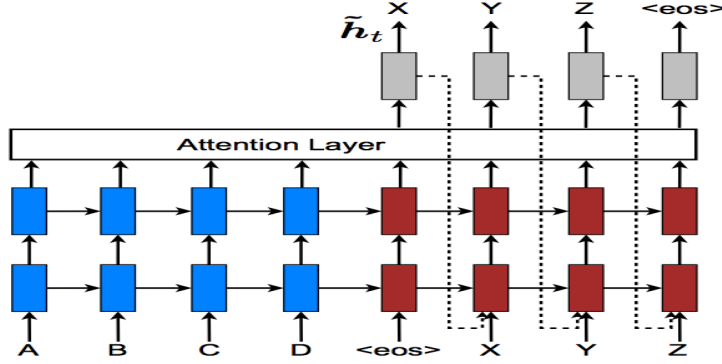 X Y Z <eos>
h̃ₜ
Attention Layer
A B C D <eos> X Y Z